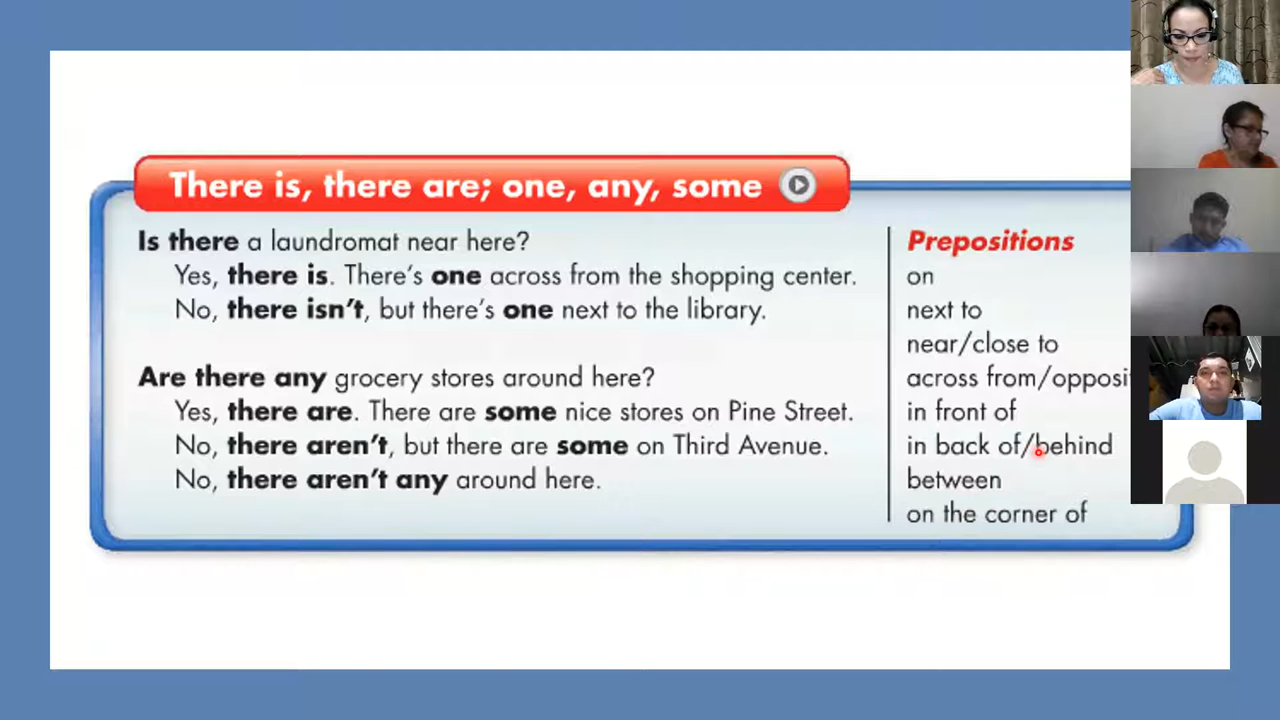 There is, there are; one, any, some
Is there a laundromat near here?
Yes, there is. There's one across from the shopping center.
No, there isn't, but there's one next to the library.
Are there any grocery stores around here?
Yes, there are. There are some nice stores on Pine Street.
No, there aren't, but there are some on Third Avenue.
No, there aren't any around here.
Prepositions
on
next to
near/close to
across from/opposit
in front of
in back of/behind
between
on the corner of